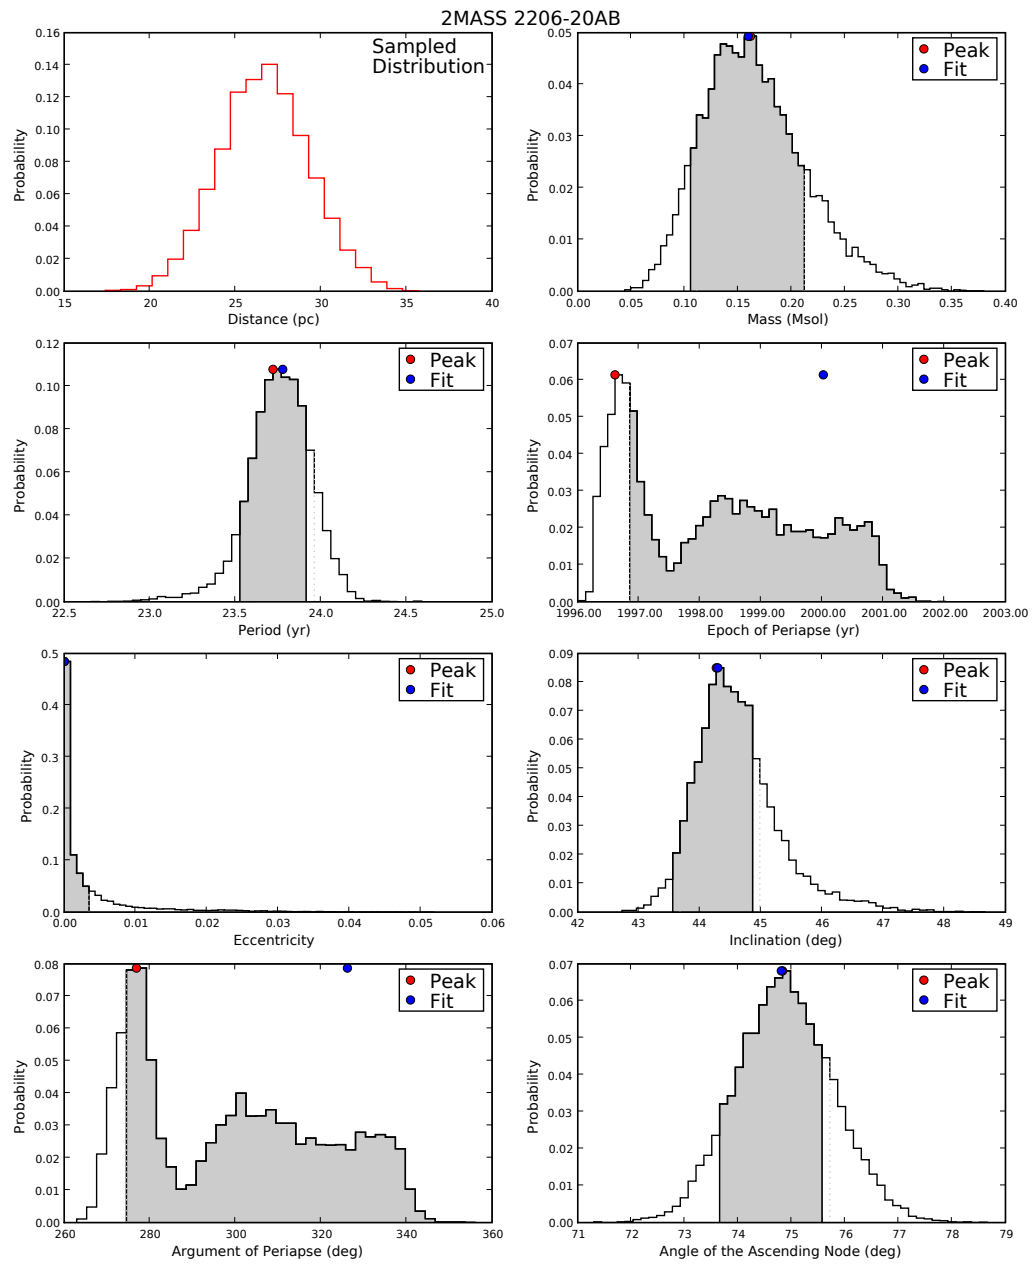 2MASS 2206-20AB
0.16
0.14
0.12
0.10
0.08
0.06
0.04
0.02
0.00
Probability
Sampled
Distribution
15 20 25 30 35 40
Distance (pc)
0.05
0.04
0.03
0.02
0.01
0.00
Probability
Peak
Fit
0.00 0.05 0.10 0.15 0.20 0.25 0.30 0.35 0.40
Mass (Msol)
0.12
0.10
0.08
0.06
0.04
0.02
0.00
Probability
Peak
Fit
22.5 23.0 23.5 24.0 24.5 25.0
Period (yr)
0.07
0.06
0.05
0.04
0.03
0.02
0.01
0.00
Probability
Peak
Fit
1996.00 1997.00 1998.00 1999.00 2000.00 2001.00 2002.00 2003.00
Epoch of Periapse (yr)
0.5
0.4
0.3
0.2
0.1
0.0
Probability
Peak
Fit
0.00 0.01 0.02 0.03 0.04 0.05 0.06
Eccentricity
0.09
0.08
0.07
0.06
0.05
0.04
0.03
0.02
0.01
0.00
Probability
Peak
Fit
42 43 44 45 46 47 48 49
Inclination (deg)
0.08
0.07
0.06
0.05
0.04
0.03
0.02
0.01
0.00
Probability
Peak
Fit
260 280 300 320 340 360
Argument of Periapse (deg)
0.07
0.06
0.05
0.04
0.03
0.02
0.01
0.00
Probability
Peak
Fit
71 72 73 74 75 76 77 78 79
Angle of the Ascending Node (deg)